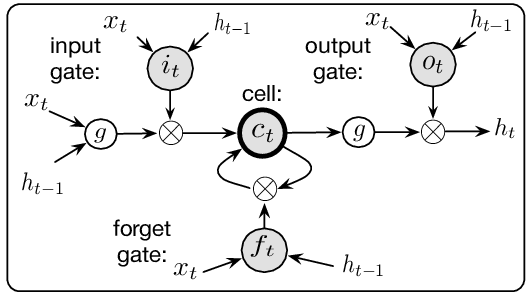 x_t h_{t-1}
input gate:
i_t
x_t
g
⊗
h_{t-1}
cell:
c_t
⊗
forget gate:
f_t
x_t
h_{t-1}
g
output gate:
x_t h_{t-1}
o_t
⊗
h_t